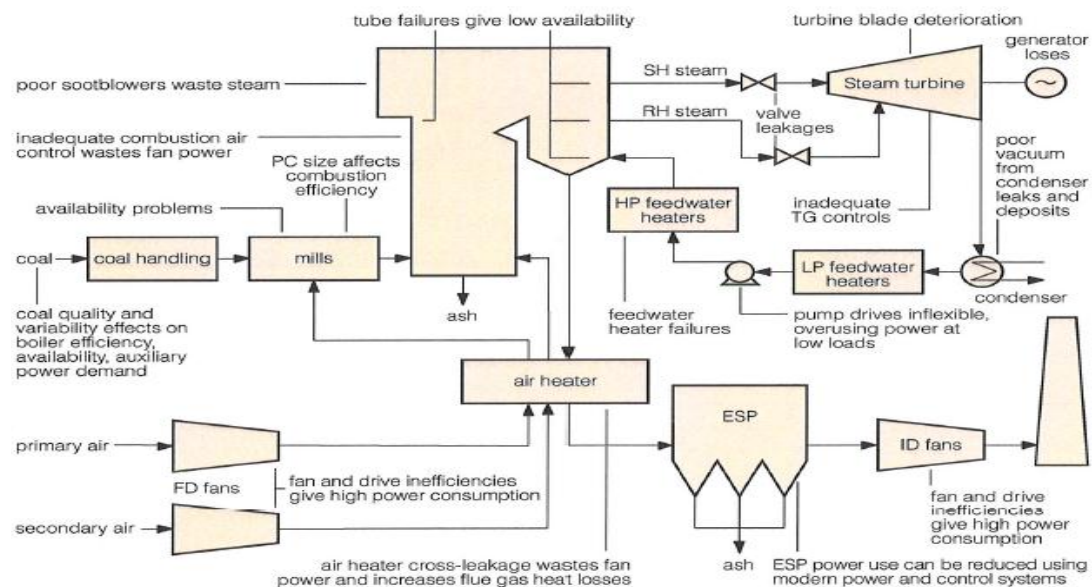 tube failures give low availability
turbine blade deterioration
generator
loses
poor sootblowers waste steam
SH steam
Steam turbine
~
inadequate combustion air
control wastes fan power
RH steam
valve
leakages
PC size affects
combustion
efficiency
poor
vacuum
from
condenser
leaks and
deposits
availability problems
HP feedwater
heaters
inadequate
TG controls
coal
coal handling
mills
LP feedwater
heaters
condenser
coal quality and
variability effects on
boiler efficiency,
availability, auxiliary
power demand
ash
feedwater
heater failures
pump drives inflexible,
overusing power at
low loads
air heater
ESP
primary air
ID fans
FD fans
fan and drive inefficiencies
give high power consumption
secondary air
fan and drive
inefficiencies
give high power
consumption
air heater cross-leakage wastes fan
power and increases flue gas heat losses
ash
ESP power use can be reduced using
modern power and control systems